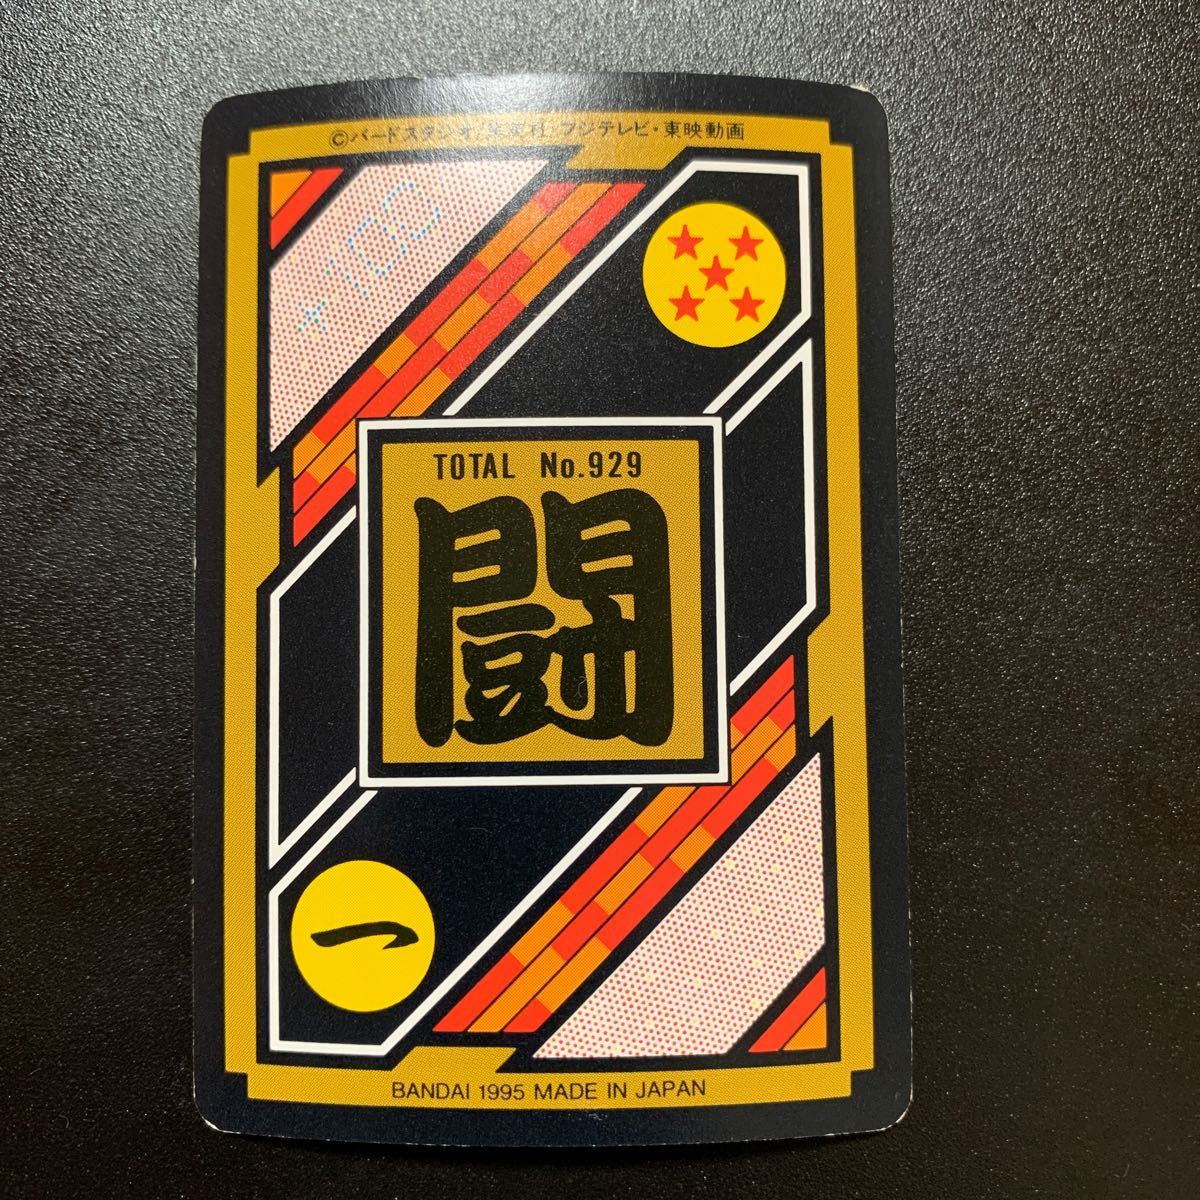 ©バードスタジオ/集英社・フジテレビ・東映動画
+100
TOTAL No.929
闘
一
BANDAI 1995 MADE IN JAPAN